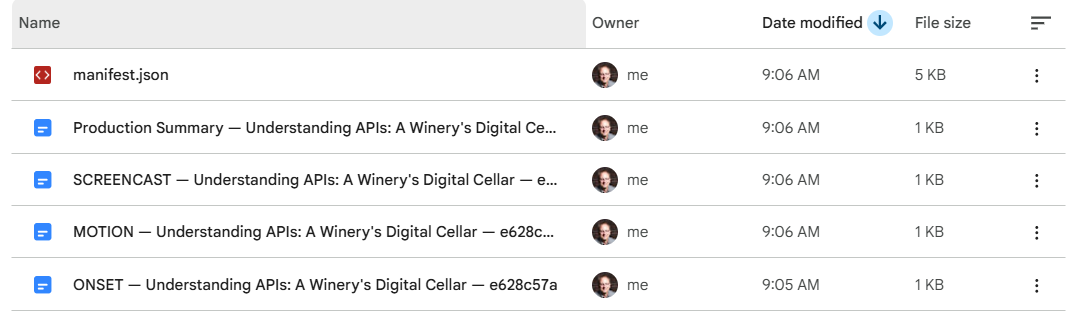 Name Owner Date modified File size
manifest.json me 9:06 AM 5 KB
Production Summary — Understanding APIs: A Winery's Digital Ce... me 9:06 AM 1 KB
SCREENCAST — Understanding APIs: A Winery's Digital Cellar — e... me 9:06 AM 1 KB
MOTION — Understanding APIs: A Winery's Digital Cellar — e628c... me 9:06 AM 1 KB
ONSET — Understanding APIs: A Winery's Digital Cellar — e628c57a me 9:05 AM 1 KB